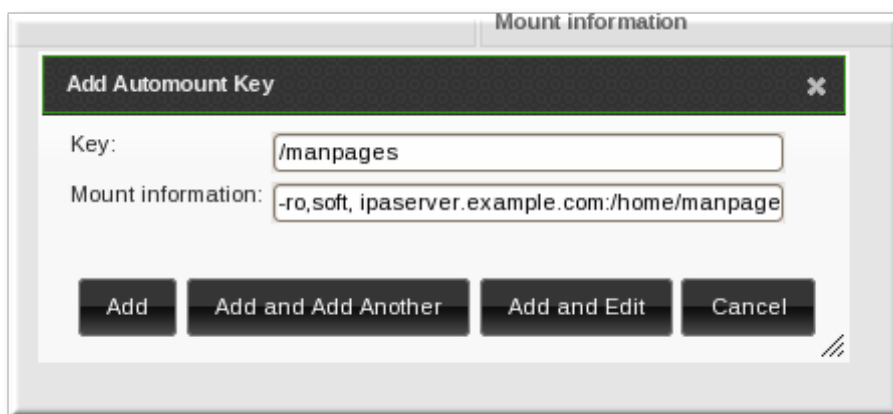 Mount information
Add Automount Key
Key:
/manpages
Mount information:
-ro,soft, ipaserver.example.com:/home/manpage
Add
Add and Add Another
Add and Edit
Cancel